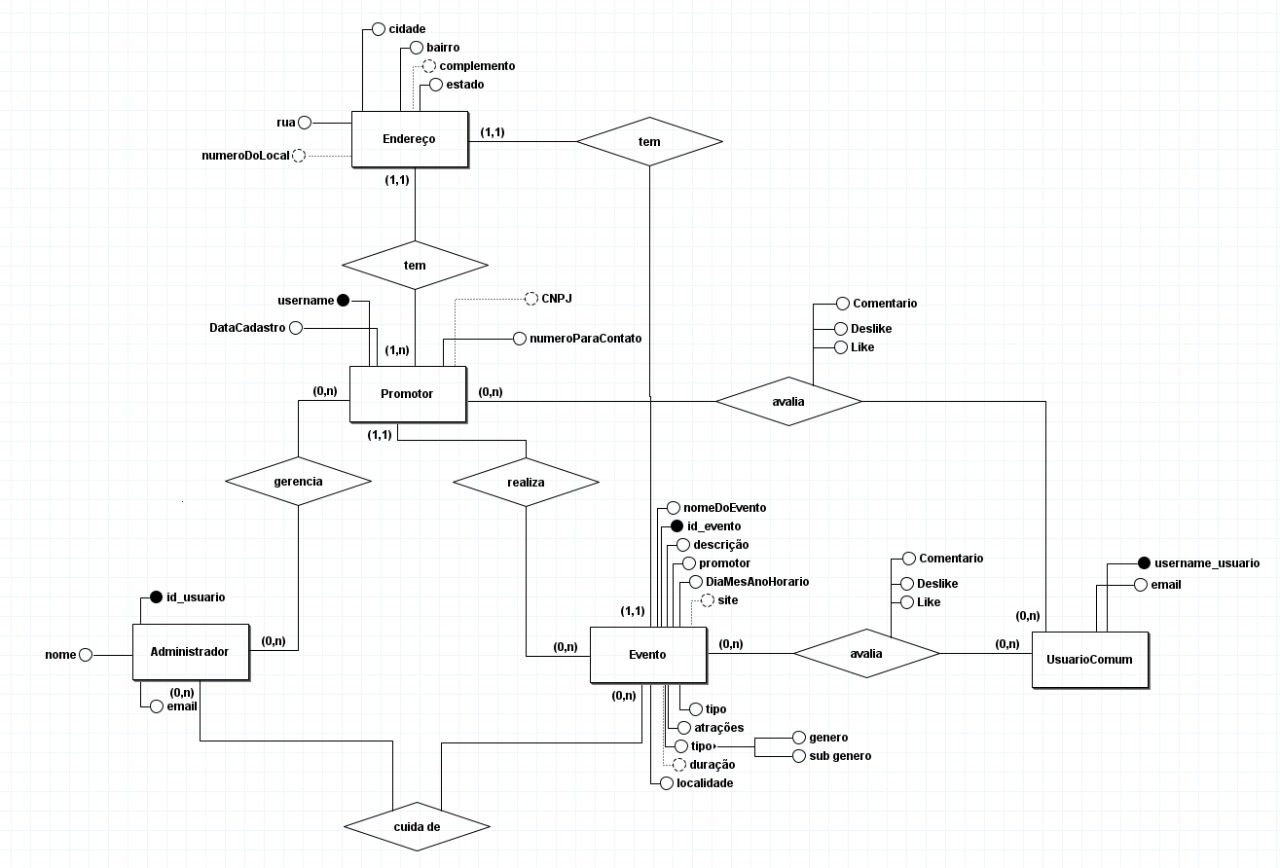 cidade
bairro
complemento
estado
rua
Endereço
(1,1)
tem
numeroDoLocal
(1,1)
tem
username
CNPJ
DataCadastro
numeroParaContato
(1,n)
Comentario
Deslike
Like
(0,n)
Promotor
(0,n)
avalia
(1,1)
gerencia
realiza
nomeDoEvento
id_evento
descrição
promotor
DiaMesAnoHorario
site
Comentario
Deslike
Like
username_usuario
email
id_usuario
(1,1)
(0,n)
nome
Administrador
(0,n)
(0,n)
Evento
(0,n)
avalia
(0,n)
UsuarioComum
(0,n)
email
(0,n)
tipo
atrações
tipo
genero
sub genero
duração
localidade
cuida de